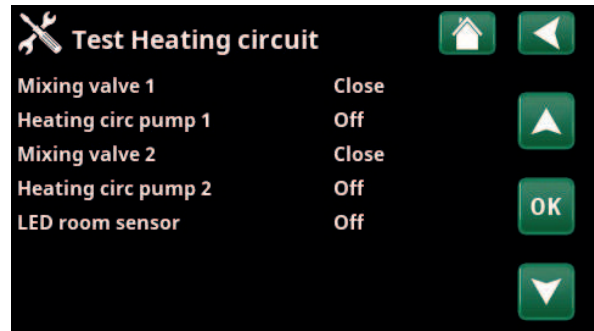 Test Heating circuit
Mixing valve 1 Close
Heating circ pump 1 Off
Mixing valve 2 Close
Heating circ pump 2 Off
OK
LED room sensor Off